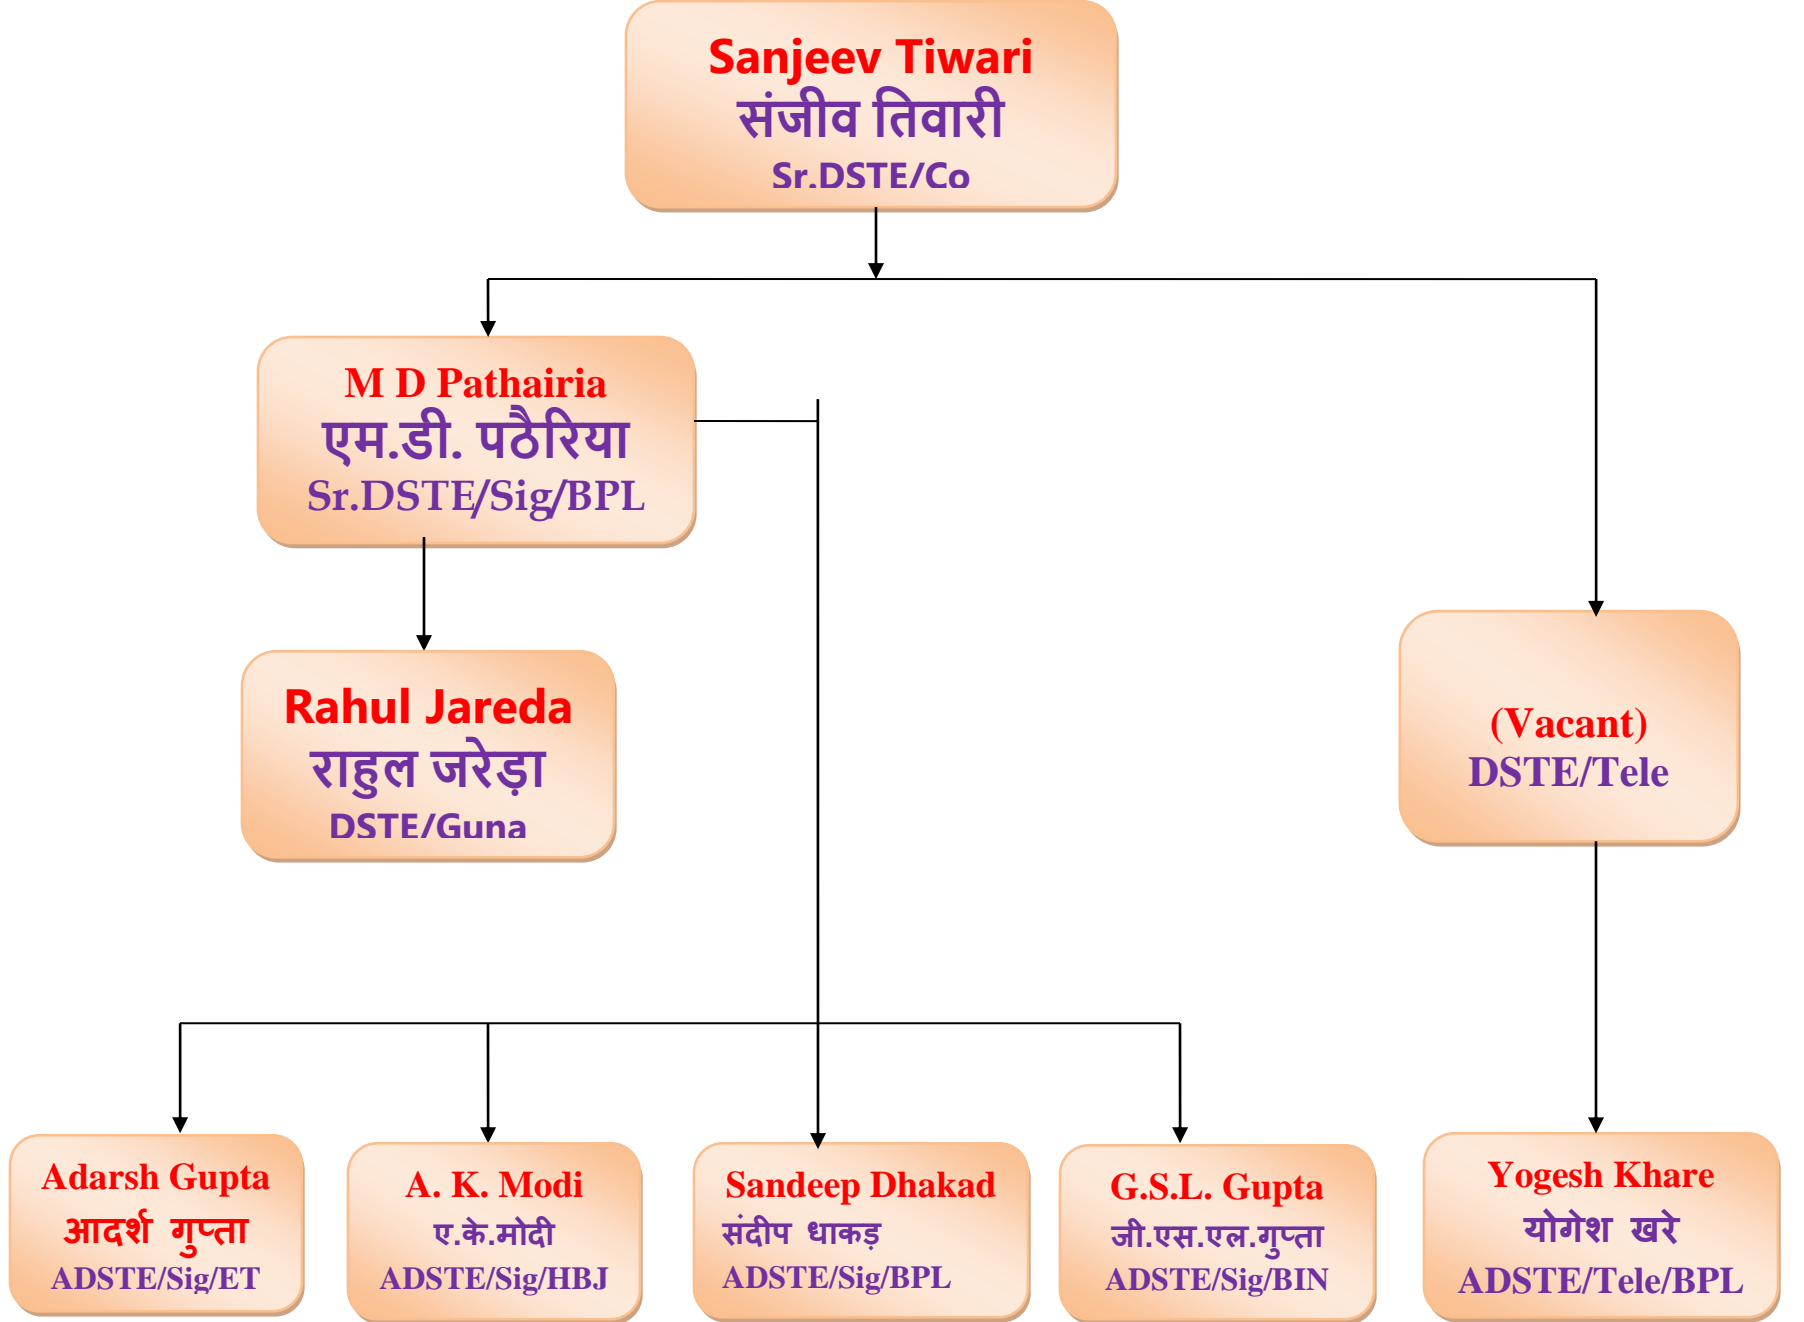 Sanjeev Tiwari
संजीव तिवारी
Sr.DSTE/Co
M D Pathairia
एम.डी. पठैरिया
Sr.DSTE/Sig/BPL
Rahul Jareda
राहुल जरेड़ा
DSTE/Guna
(Vacant)
DSTE/Tele
Adarsh Gupta
आदर्श गुप्ता
ADSTE/Sig/ET
A. K. Modi
ए.के.मोदी
ADSTE/Sig/HBJ
Sandeep Dhakad
संदीप धाकड़
ADSTE/Sig/BPL
G.S.L. Gupta
जी.एस.एल.गुप्ता
ADSTE/Sig/BIN
Yogesh Khare
योगेश खरे
ADSTE/Tele/BPL